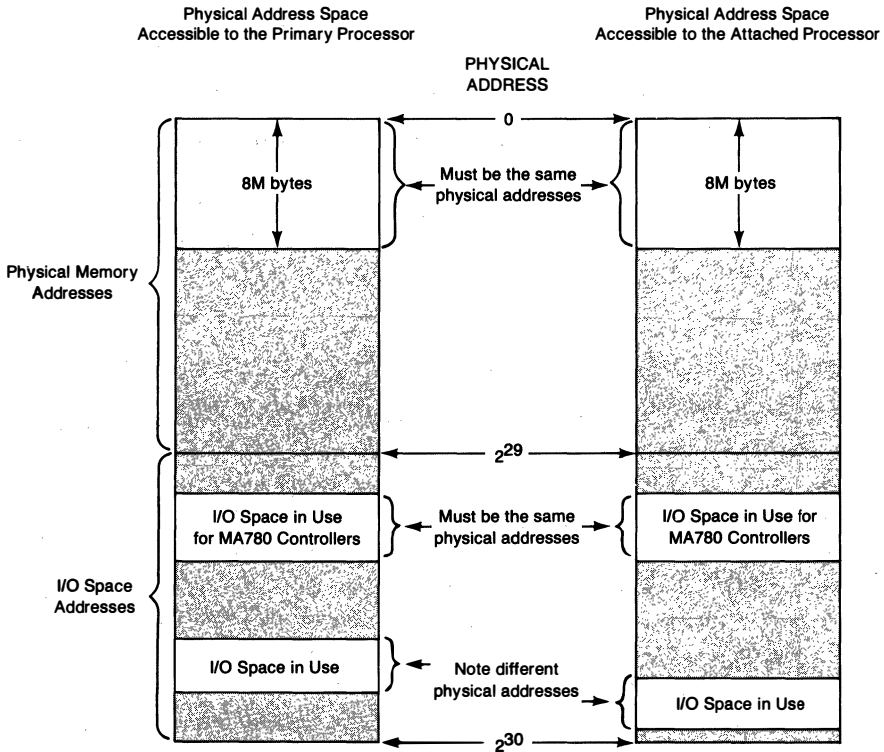 Physical Address Space
Accessible to the Primary Processor
Physical Address Space
Accessible to the Attached Processor
PHYSICAL
ADDRESS
0
8M bytes
Must be the same
physical addresses
8M bytes
Physical Memory
Addresses
2^29
I/O Space in Use
for MA780 Controllers
Must be the same
physical addresses
I/O Space in Use for
MA780 Controllers
I/O Space
Addresses
I/O Space in Use
Note different
physical addresses
I/O Space in Use
2^30